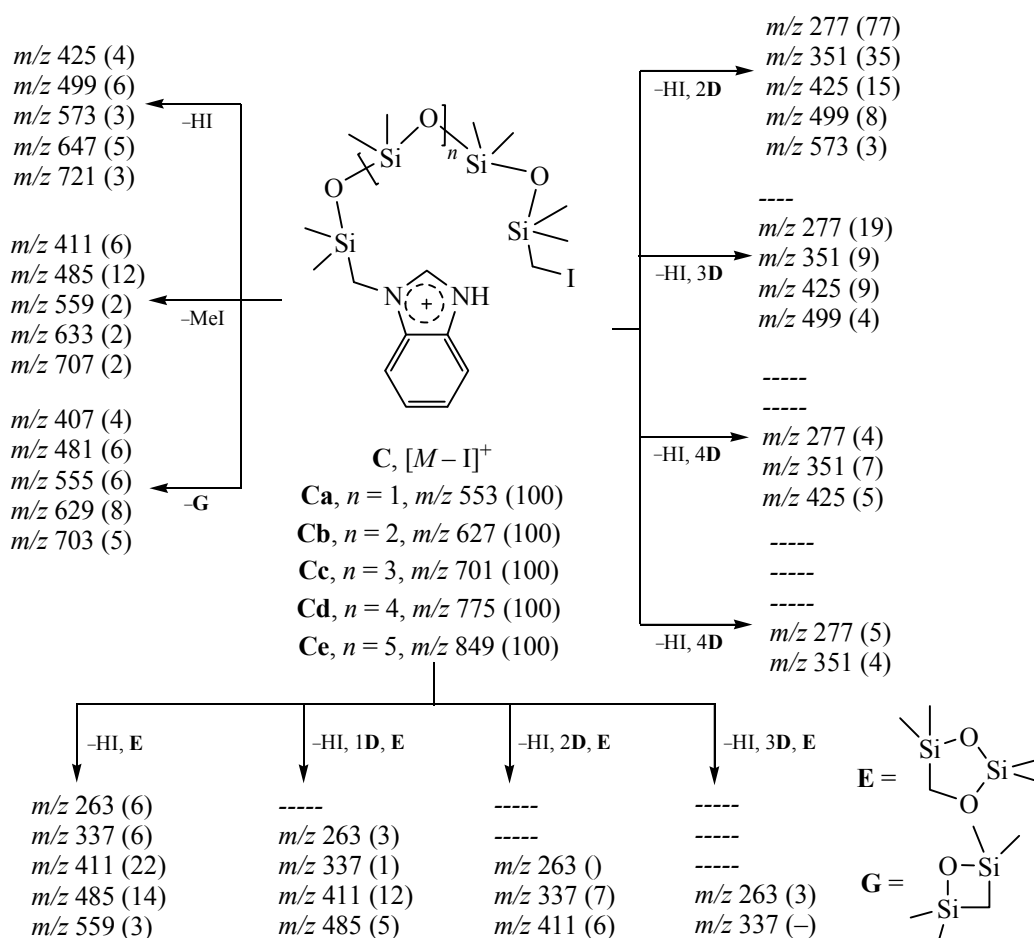 m/z 425 (4)
m/z 499 (6)
m/z 573 (3)
m/z 647 (5)
m/z 721 (3)
–HI
m/z 411 (6)
m/z 485 (12)
m/z 559 (2)
m/z 633 (2)
m/z 707 (2)
–MeI
m/z 407 (4)
m/z 481 (6)
m/z 555 (6)
m/z 629 (8)
m/z 703 (5)
–G
O
n
Si
Si
O
O
Si
Si
I
N
NH
+
C, [M – I]+
Ca, n = 1, m/z 553 (100)
Cb, n = 2, m/z 627 (100)
Cc, n = 3, m/z 701 (100)
Cd, n = 4, m/z 775 (100)
Ce, n = 5, m/z 849 (100)
–HI, 2D
m/z 277 (77)
m/z 351 (35)
m/z 425 (15)
m/z 499 (8)
m/z 573 (3)
–HI, 3D
----
m/z 277 (19)
m/z 351 (9)
m/z 425 (9)
m/z 499 (4)
–HI, 4D
-----
-----
m/z 277 (4)
m/z 351 (7)
m/z 425 (5)
–HI, 4D
-----
-----
-----
m/z 277 (5)
m/z 351 (4)
–HI, E
m/z 263 (6)
m/z 337 (6)
m/z 411 (22)
m/z 485 (14)
m/z 559 (3)
–HI, 1D, E
-----
m/z 263 (3)
m/z 337 (1)
m/z 411 (12)
m/z 485 (5)
–HI, 2D, E
-----
-----
m/z 263 ()
m/z 337 (7)
m/z 411 (6)
–HI, 3D, E
-----
-----
-----
m/z 263 (3)
m/z 337 (–)
E =
Si
O
Si
O
G =
O
Si
Si